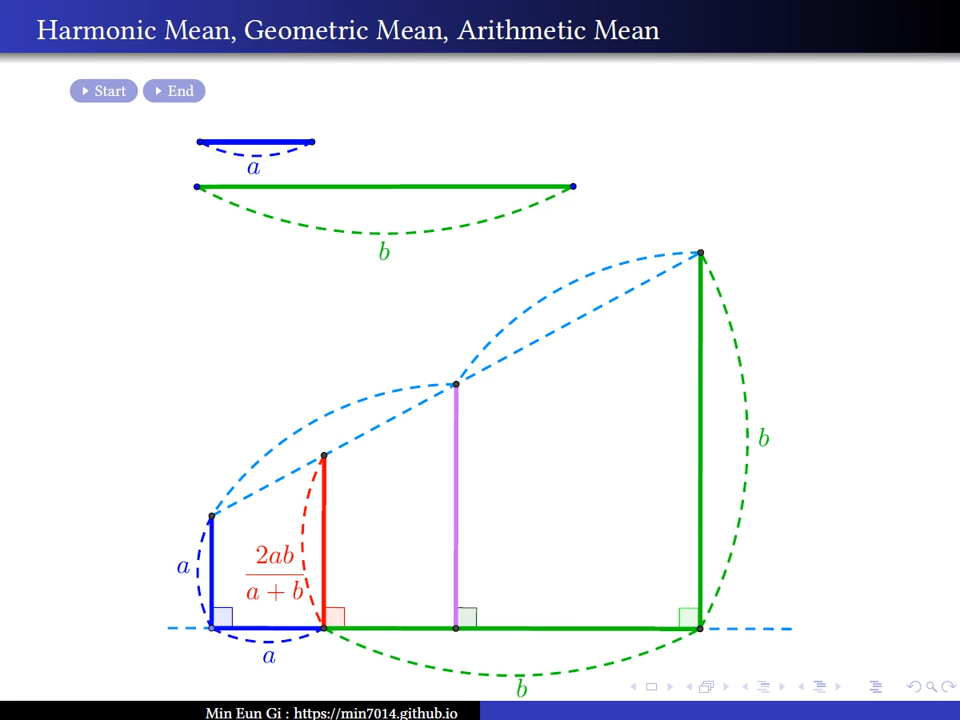 Harmonic Mean, Geometric Mean, Arithmetic Mean
Start
End
a
b
b
a
2ab
a + b
a
b
Min Eun Gi : https://min7014.github.io